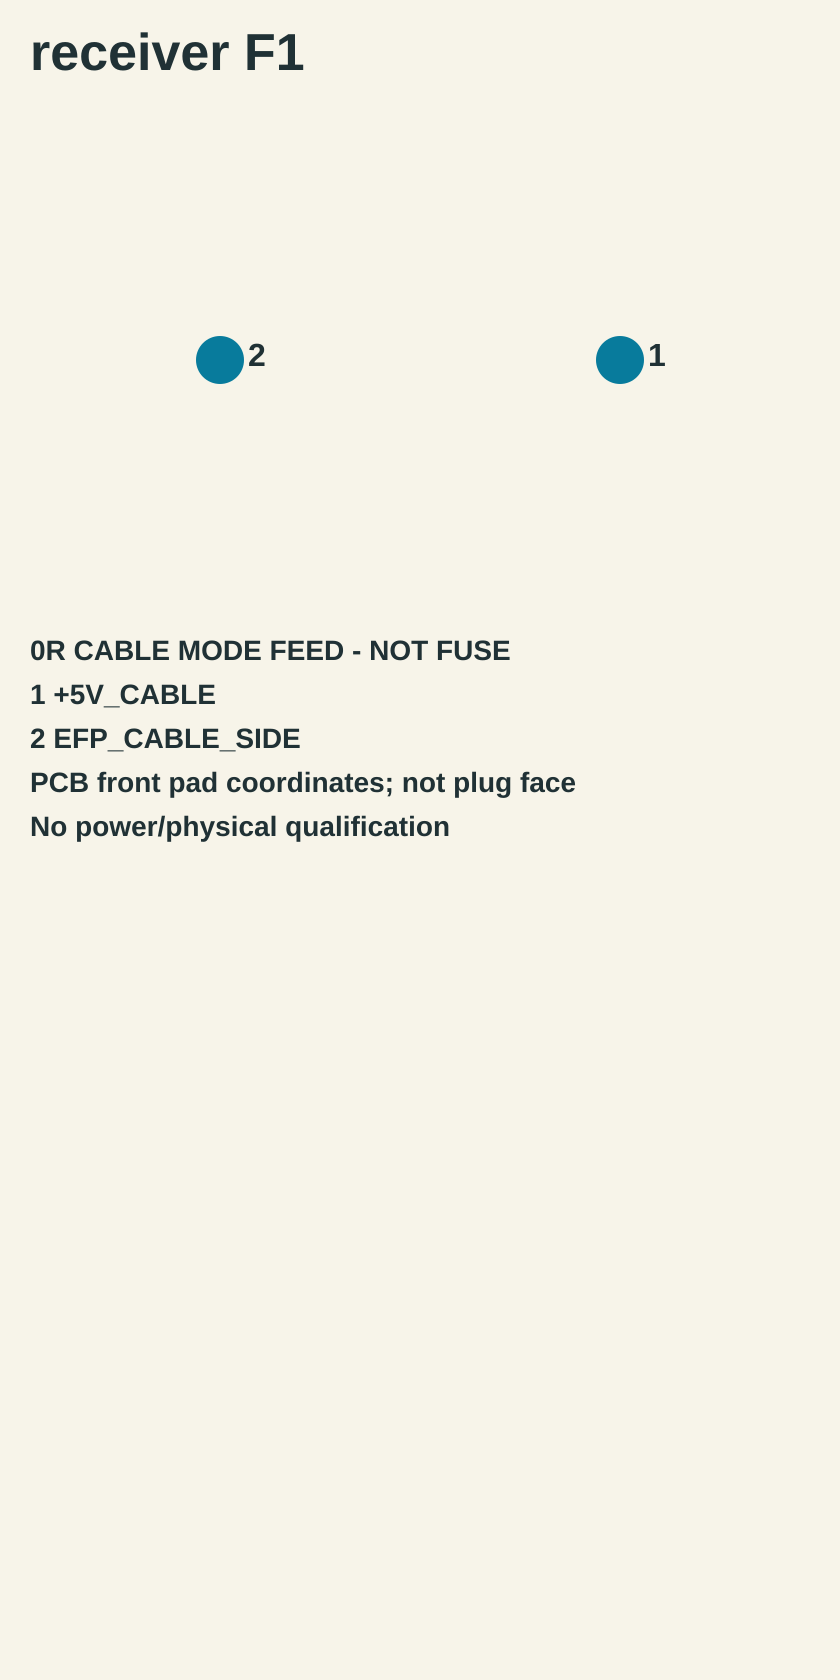 receiver F1
2
1
0R CABLE MODE FEED - NOT FUSE
1 +5V_CABLE
2 EFP_CABLE_SIDE
PCB front pad coordinates; not plug face
No power/physical qualification